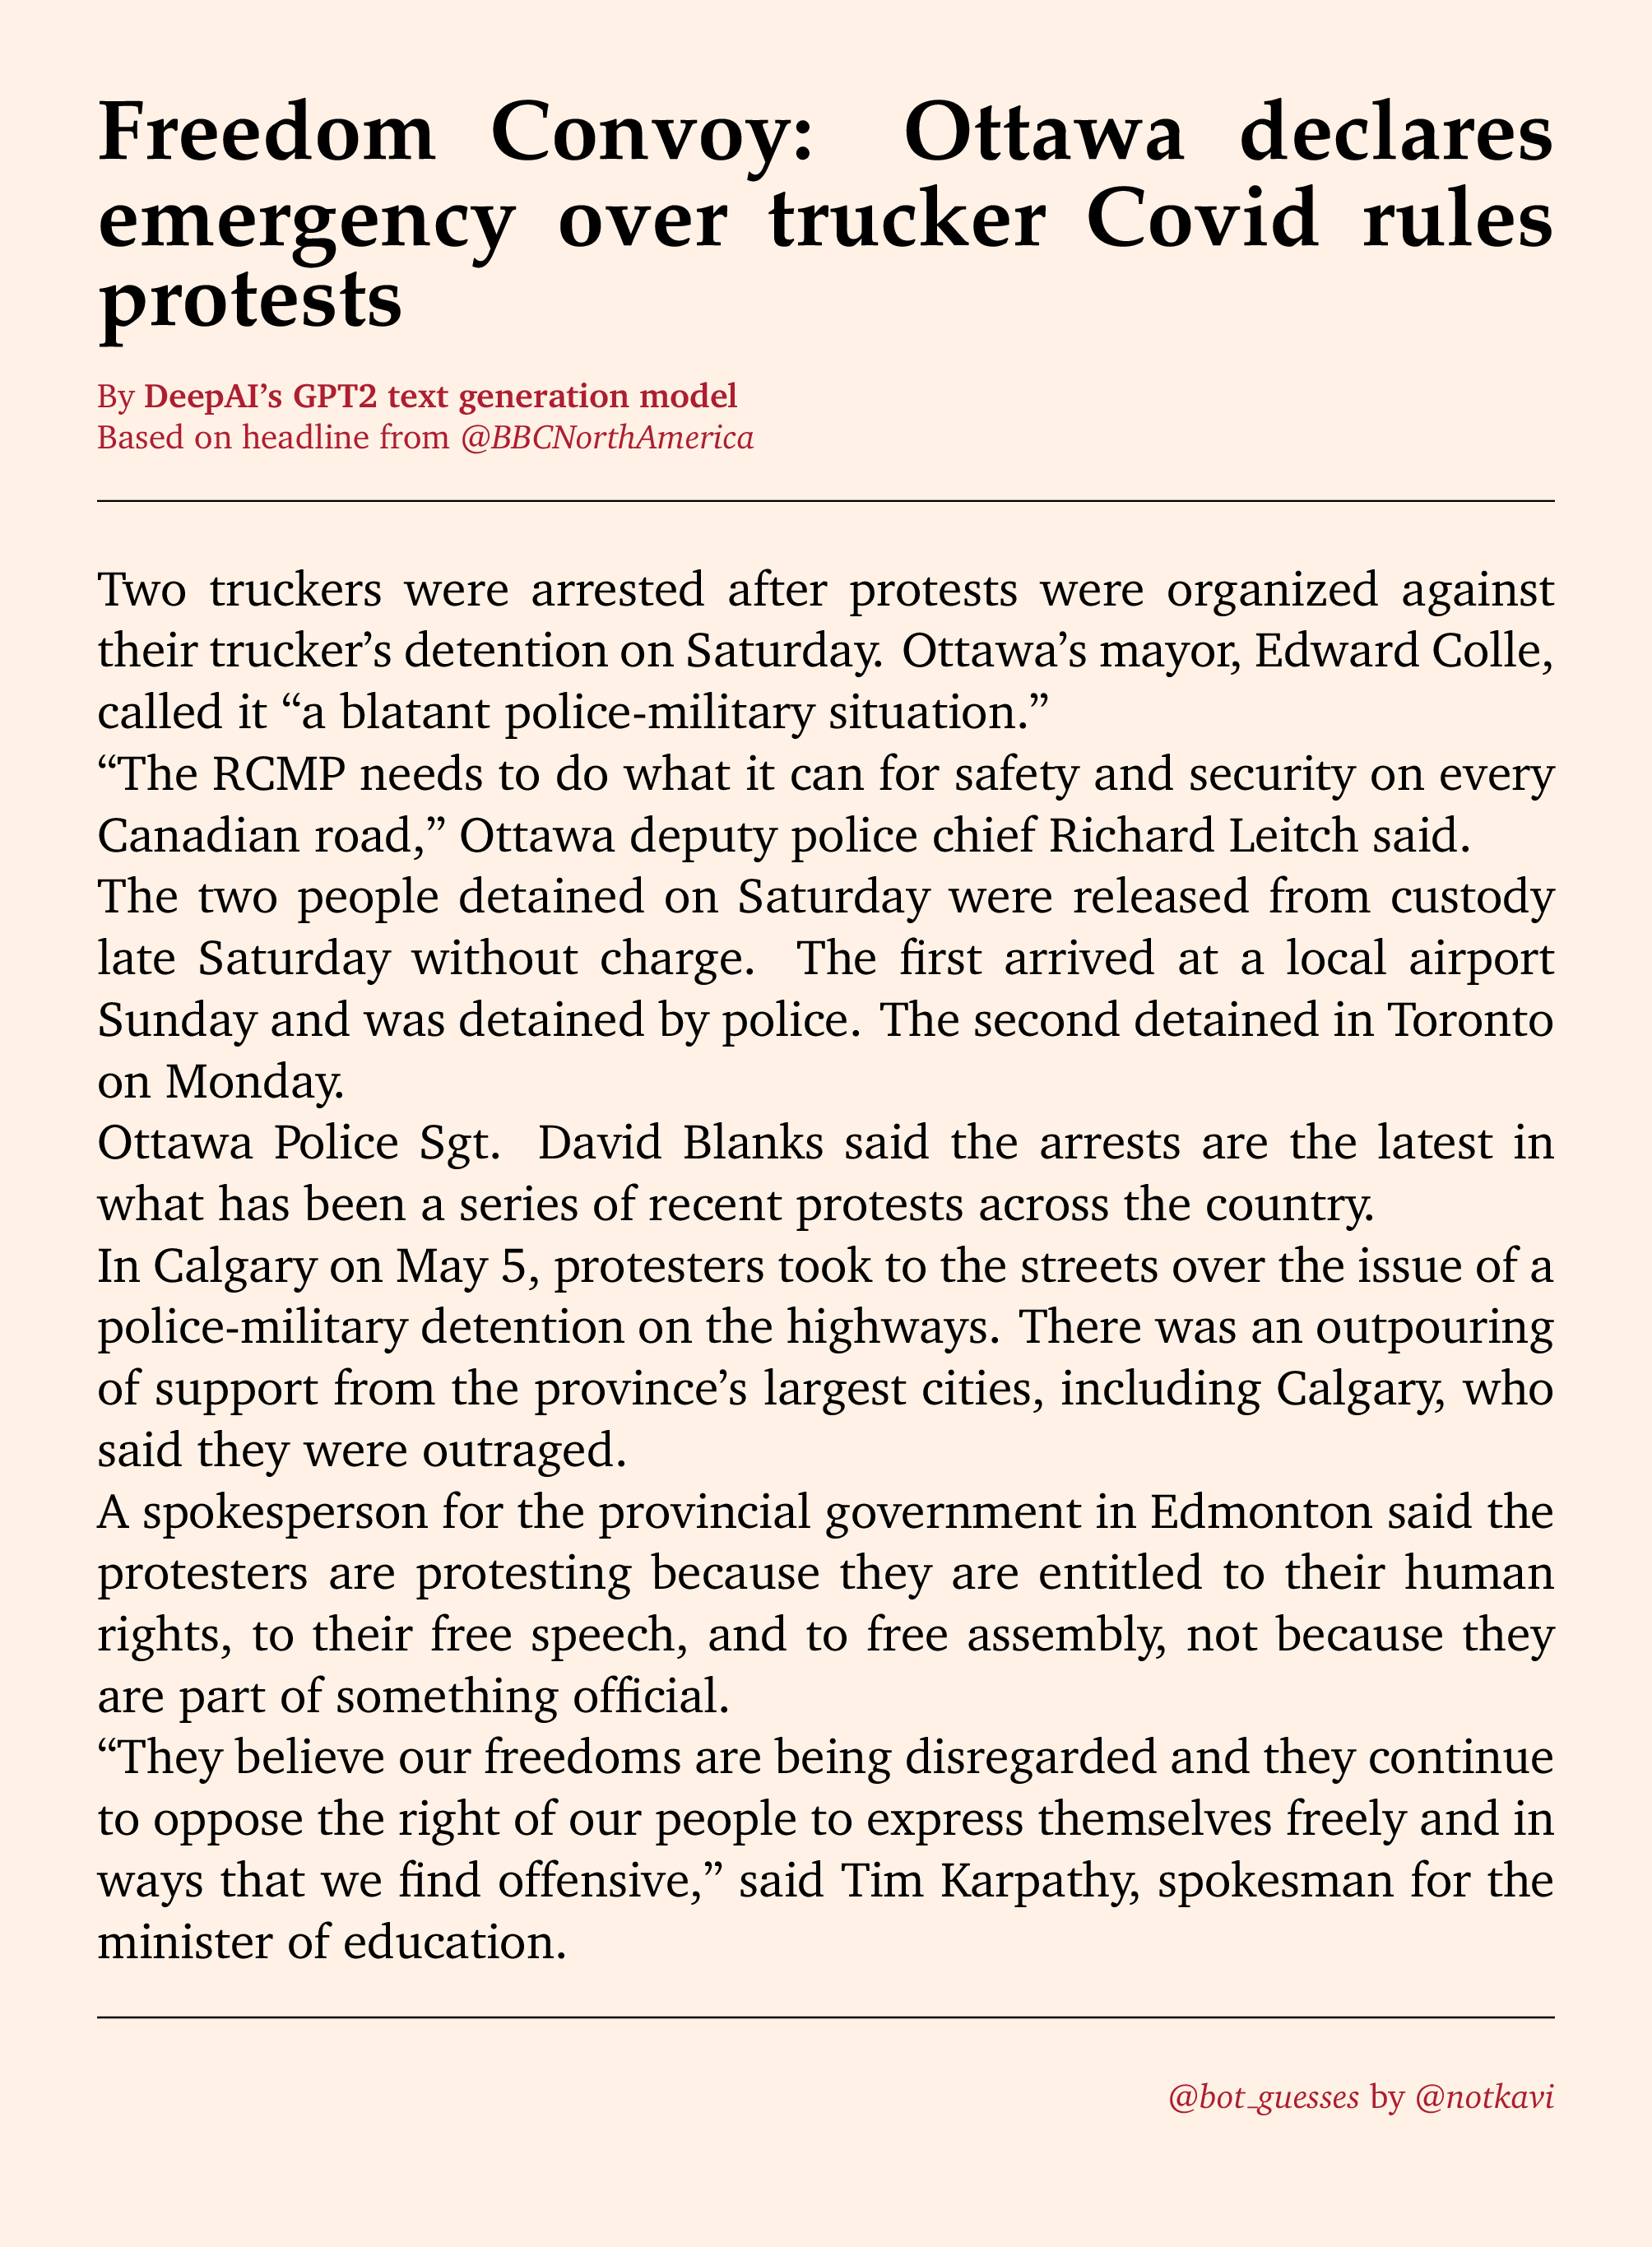 Freedom Convoy: Ottawa declares
emergency over trucker Covid rules
protests
By DeepAI’s GPT2 text generation model
Based on headline from @BBCNorthAmerica
Two truckers were arrested after protests were organized against
their trucker’s detention on Saturday. Ottawa’s mayor, Edward Colle,
called it “a blatant police-military situation.”
“The RCMP needs to do what it can for safety and security on every
Canadian road,” Ottawa deputy police chief Richard Leitch said.
The two people detained on Saturday were released from custody
late Saturday without charge. The first arrived at a local airport
Sunday and was detained by police. The second detained in Toronto
on Monday.
Ottawa Police Sgt. David Blanks said the arrests are the latest in
what has been a series of recent protests across the country.
In Calgary on May 5, protesters took to the streets over the issue of a
police-military detention on the highways. There was an outpouring
of support from the province’s largest cities, including Calgary, who
said they were outraged.
A spokesperson for the provincial government in Edmonton said the
protesters are protesting because they are entitled to their human
rights, to their free speech, and to free assembly, not because they
are part of something official.
“They believe our freedoms are being disregarded and they continue
to oppose the right of our people to express themselves freely and in
ways that we find offensive,” said Tim Karpathy, spokesman for the
minister of education.
@bot_guesses by @notkavi